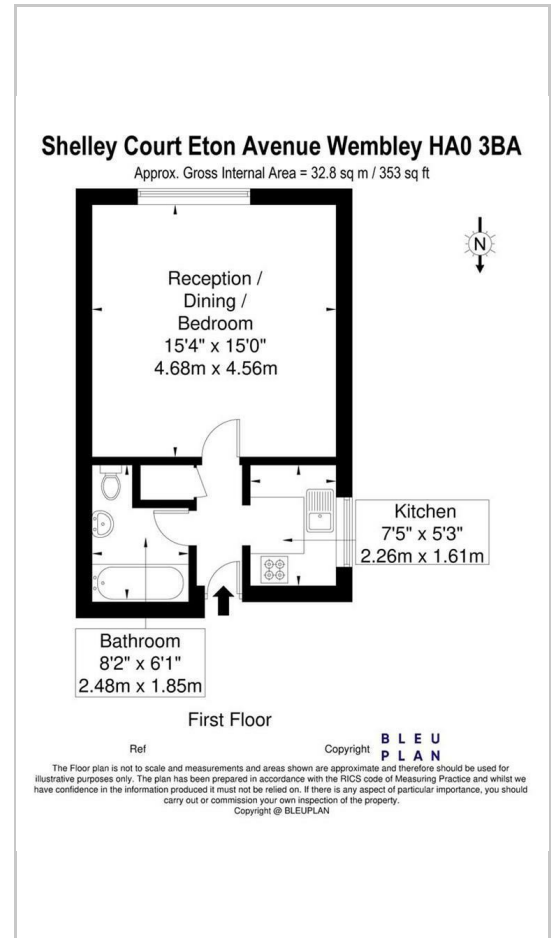 Shelley Court Eton Avenue Wembley HA0 3BA
Approx. Gross Internal Area = 32.8 sq m / 353 sq ft
N
Reception /
Dining /
Bedroom
15'4" x 15'0"
4.68m x 4.56m
Kitchen
7'5" x 5'3"
2.26m x 1.61m
Bathroom
8'2" x 6'1"
2.48m x 1.85m
First Floor
Ref
Copyright
BLEU
PLAN
The Floor plan is not to scale and measurements and areas shown are approximate and therefore should be used for
illustrative purposes only. The plan has been prepared in accordance with the RICS code of Measuring Practice and whilst we
have confidence in the information produced it must not be relied on. If there is any aspect of particular importance, you should
carry out or commission your own inspection of the property.
Copyright @ BLEUPLAN